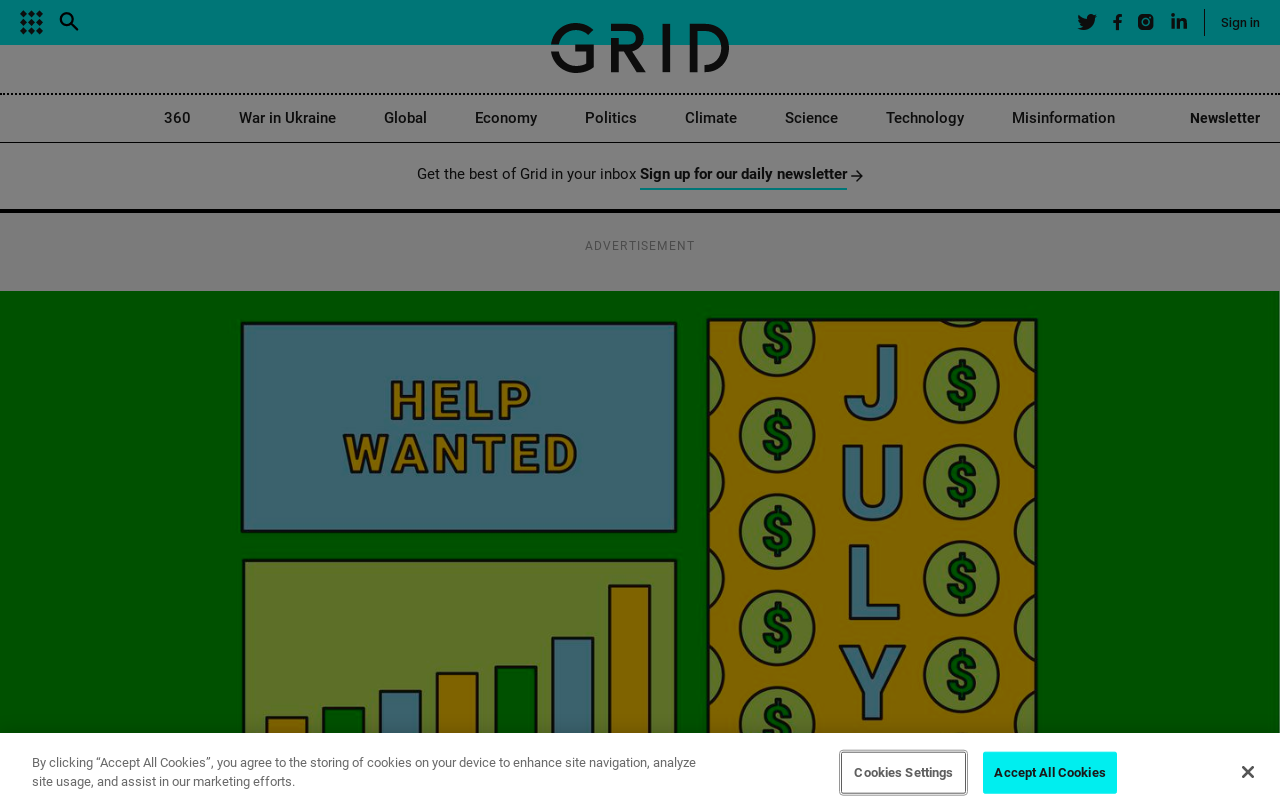 Sign in
GRID
360
War in Ukraine
Global
Economy
Politics
Climate
Science
Technology
Misinformation
Newsletter
Get the best of Grid in your inbox Sign up for our daily newsletter
ADVERTISEMENT
HELP
WANTED
JULY
By clicking “Accept All Cookies”, you agree to the storing of cookies on your device to enhance site navigation, analyze
site usage, and assist in our marketing efforts.
Cookies Settings
Accept All Cookies